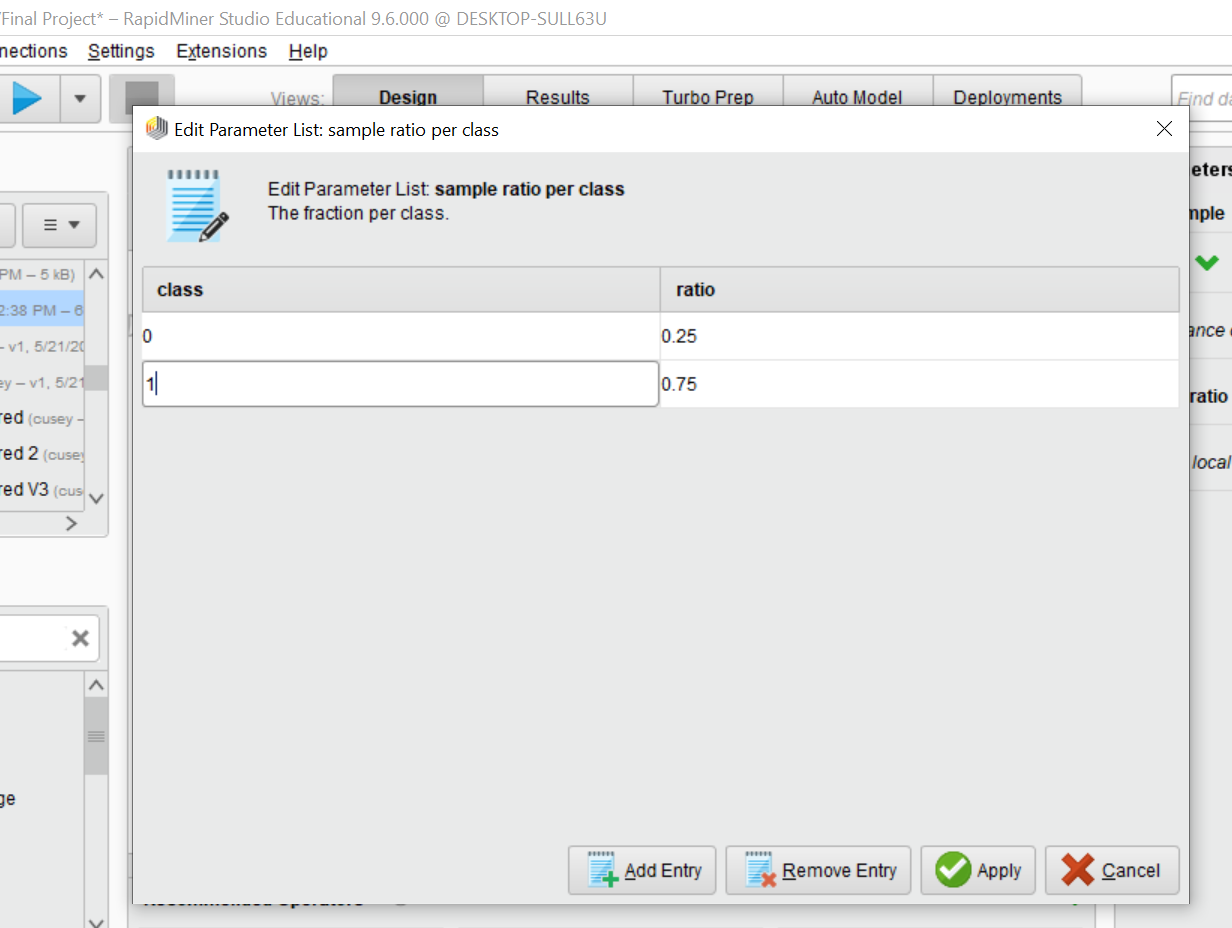 Final Project* – RapidMiner Studio Educational 9.6.000 @ DESKTOP-SULL63U
nections Settings Extensions Help
Views: Design Results Turbo Prep Auto Model Deployments Find da
Edit Parameter List: sample ratio per class
Edit Parameter List: sample ratio per class
The fraction per class.
class ratio
0 0.25
1 0.75
Add Entry Remove Entry Apply Cancel
PM – 5 kB)
2:38 PM – 6
– v1, 5/21/20
ey – v1, 5/21
red (cusey –
red 2 (cusey
red V3 (cus
ge
eters
mple
ance
ratio
local
Recommended Operators